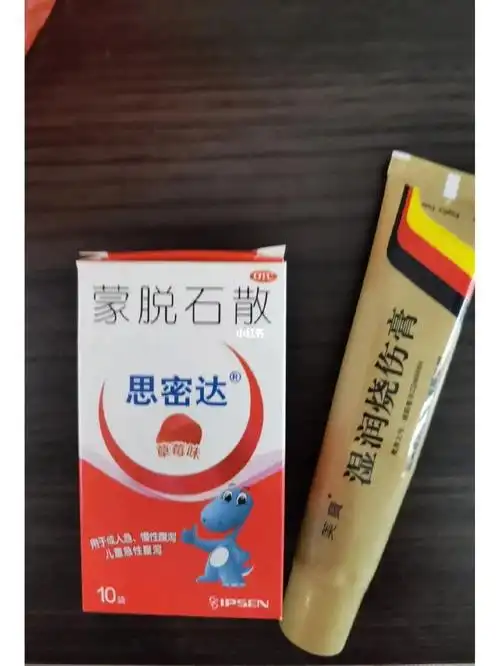 OTC
蒙脱石散
小红书
思密达®
草莓味
用于成人急、慢性腹泻
儿童急性腹泻
10袋
IPSEN
湿润烧伤膏
美寶®